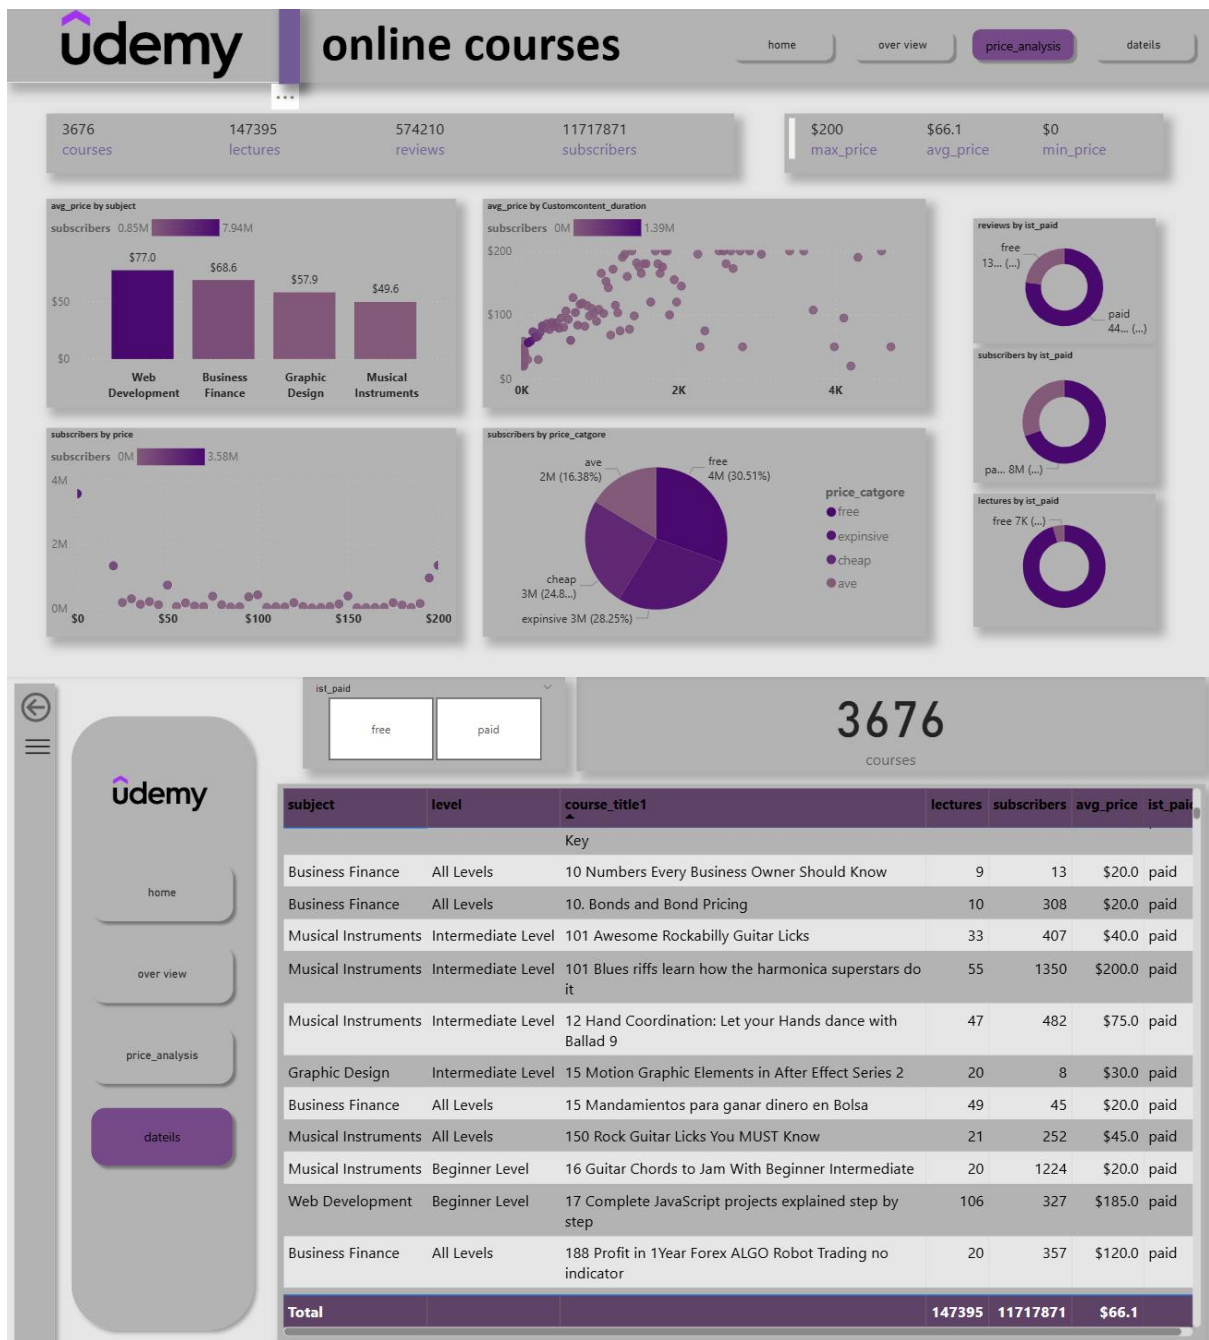 ûdemy
online courses
home
over view
price_analysis
dateils
3676
courses
147395
lectures
574210
reviews
11717871
subscribers
$200
max_price
$66.1
avg_price
$0
min_price
avg_price by subject
subscribers 0.85M 7.94M
$77.0
$68.6
$57.9
$49.6
$50
$0
Web Development
Business Finance
Graphic Design
Musical Instruments
avg_price by Customcontent_duration
subscribers 0M 1.39M
$200
$100
$0
0K 2K 4K
reviews by ist_paid
free
13... (...)
paid
44... (...)
subscribers by ist_paid
pa... 8M (...)
lectures by ist_paid
free 7K (...)
subscribers by price
subscribers 0M 3.58M
4M
2M
0M
$0 $50 $100 $150 $200
subscribers by price_catgore
ave
2M (16.38%)
free
4M (30.51%)
cheap
3M (24.8...)
expinsive 3M (28.25%)
price_catgore
free
expinsive
cheap
ave
ist_paid
free
paid
3676
courses
ûdemy
home
over view
price_analysis
dateils
subject level course_title1 lectures subscribers avg_price ist_paid
Key
Business Finance All Levels 10 Numbers Every Business Owner Should Know 9 13 $20.0 paid
Business Finance All Levels 10. Bonds and Bond Pricing 10 308 $20.0 paid
Musical Instruments Intermediate Level 101 Awesome Rockabilly Guitar Licks 33 407 $40.0 paid
Musical Instruments Intermediate Level 101 Blues riffs learn how the harmonica superstars do 55 1350 $200.0 paid
it
Musical Instruments Intermediate Level 12 Hand Coordination: Let your Hands dance with 47 482 $75.0 paid
Ballad 9
Graphic Design Intermediate Level 15 Motion Graphic Elements in After Effect Series 2 20 8 $30.0 paid
Business Finance All Levels 15 Mandamientos para ganar dinero en Bolsa 49 45 $20.0 paid
Musical Instruments All Levels 150 Rock Guitar Licks You MUST Know 21 252 $45.0 paid
Musical Instruments Beginner Level 16 Guitar Chords to Jam With Beginner Intermediate 20 1224 $20.0 paid
Web Development Beginner Level 17 Complete JavaScript projects explained step by 106 327 $185.0 paid
step
Business Finance All Levels 188 Profit in 1Year Forex ALGO Robot Trading no 20 357 $120.0 paid
indicator
Total 147395 11717871 $66.1